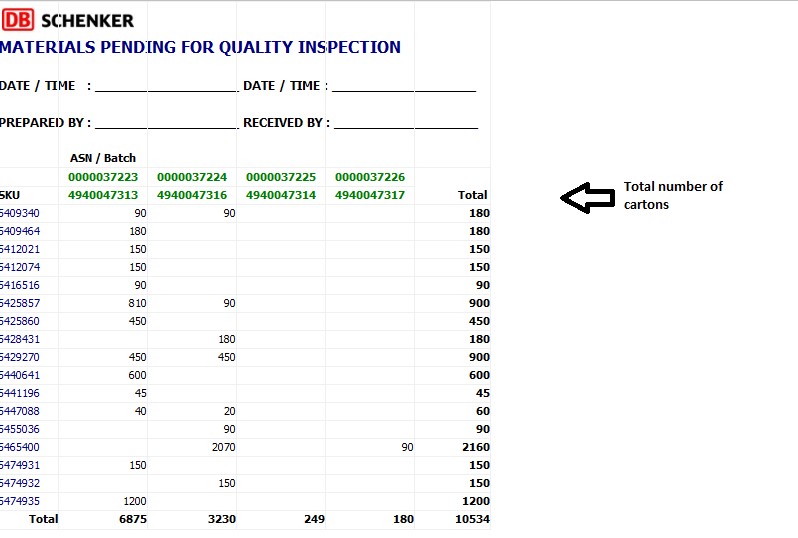 DB SCHENKER
MATERIALS PENDING FOR QUALITY INSPECTION
DATE / TIME : ____________________ DATE / TIME : ____________________
PREPARED BY : ____________________ RECEIVED BY : ____________________
ASN / Batch
0000037223 0000037224 0000037225 0000037226
SKU 4940047313 4940047316 4940047314 4940047317 Total
Total number of cartons
5409340 90 90 180
5409464 180 180
5412021 150 150
5412074 150 150
5416516 90 90
5425857 810 90 900
5425860 450 450
5428431 180 180
5429270 450 450 900
5440641 600 600
5441196 45 45
5447088 40 20 60
5455036 90 90
5465400 2070 90 2160
5474931 150 150
5474932 150 150
5474935 1200 1200
Total 6875 3230 249 180 10534